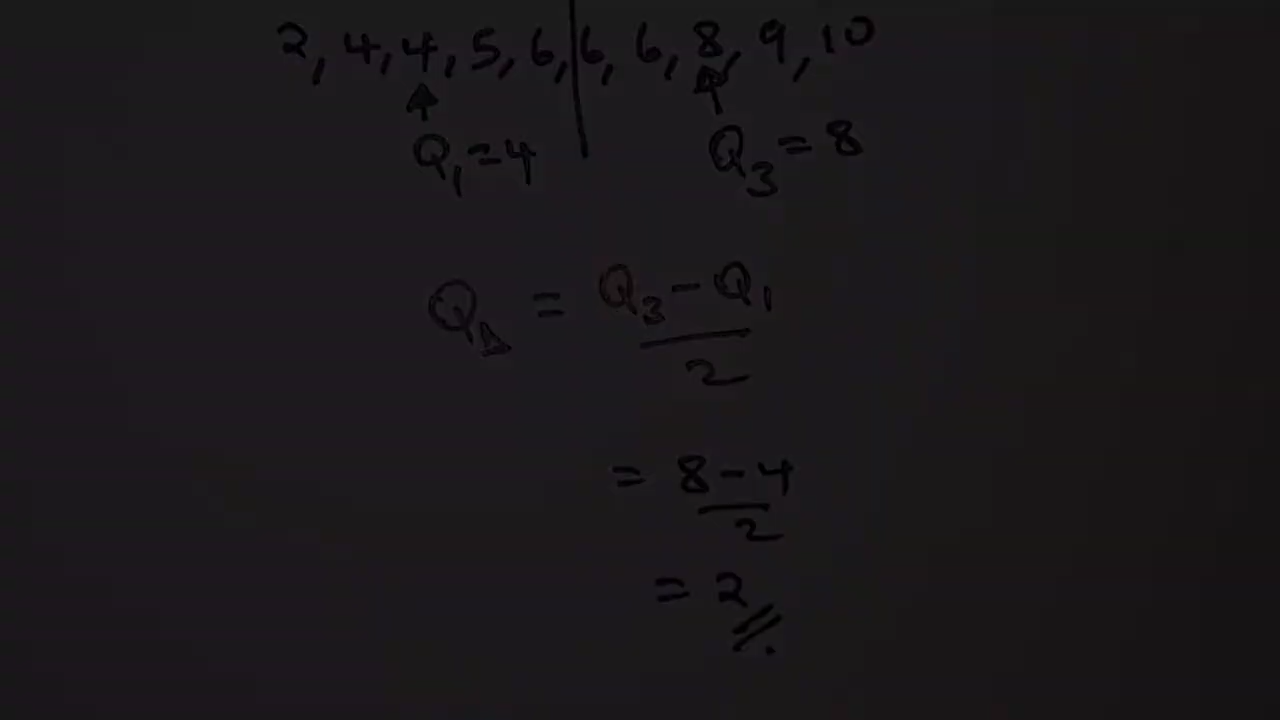 2, 4, 4, 5, 6, 6, 6, 8, 9, 10
Q₁ = 4 Q₃ = 8
Q = Q₃ - Q₁
2
= 8 - 4
2
= 2